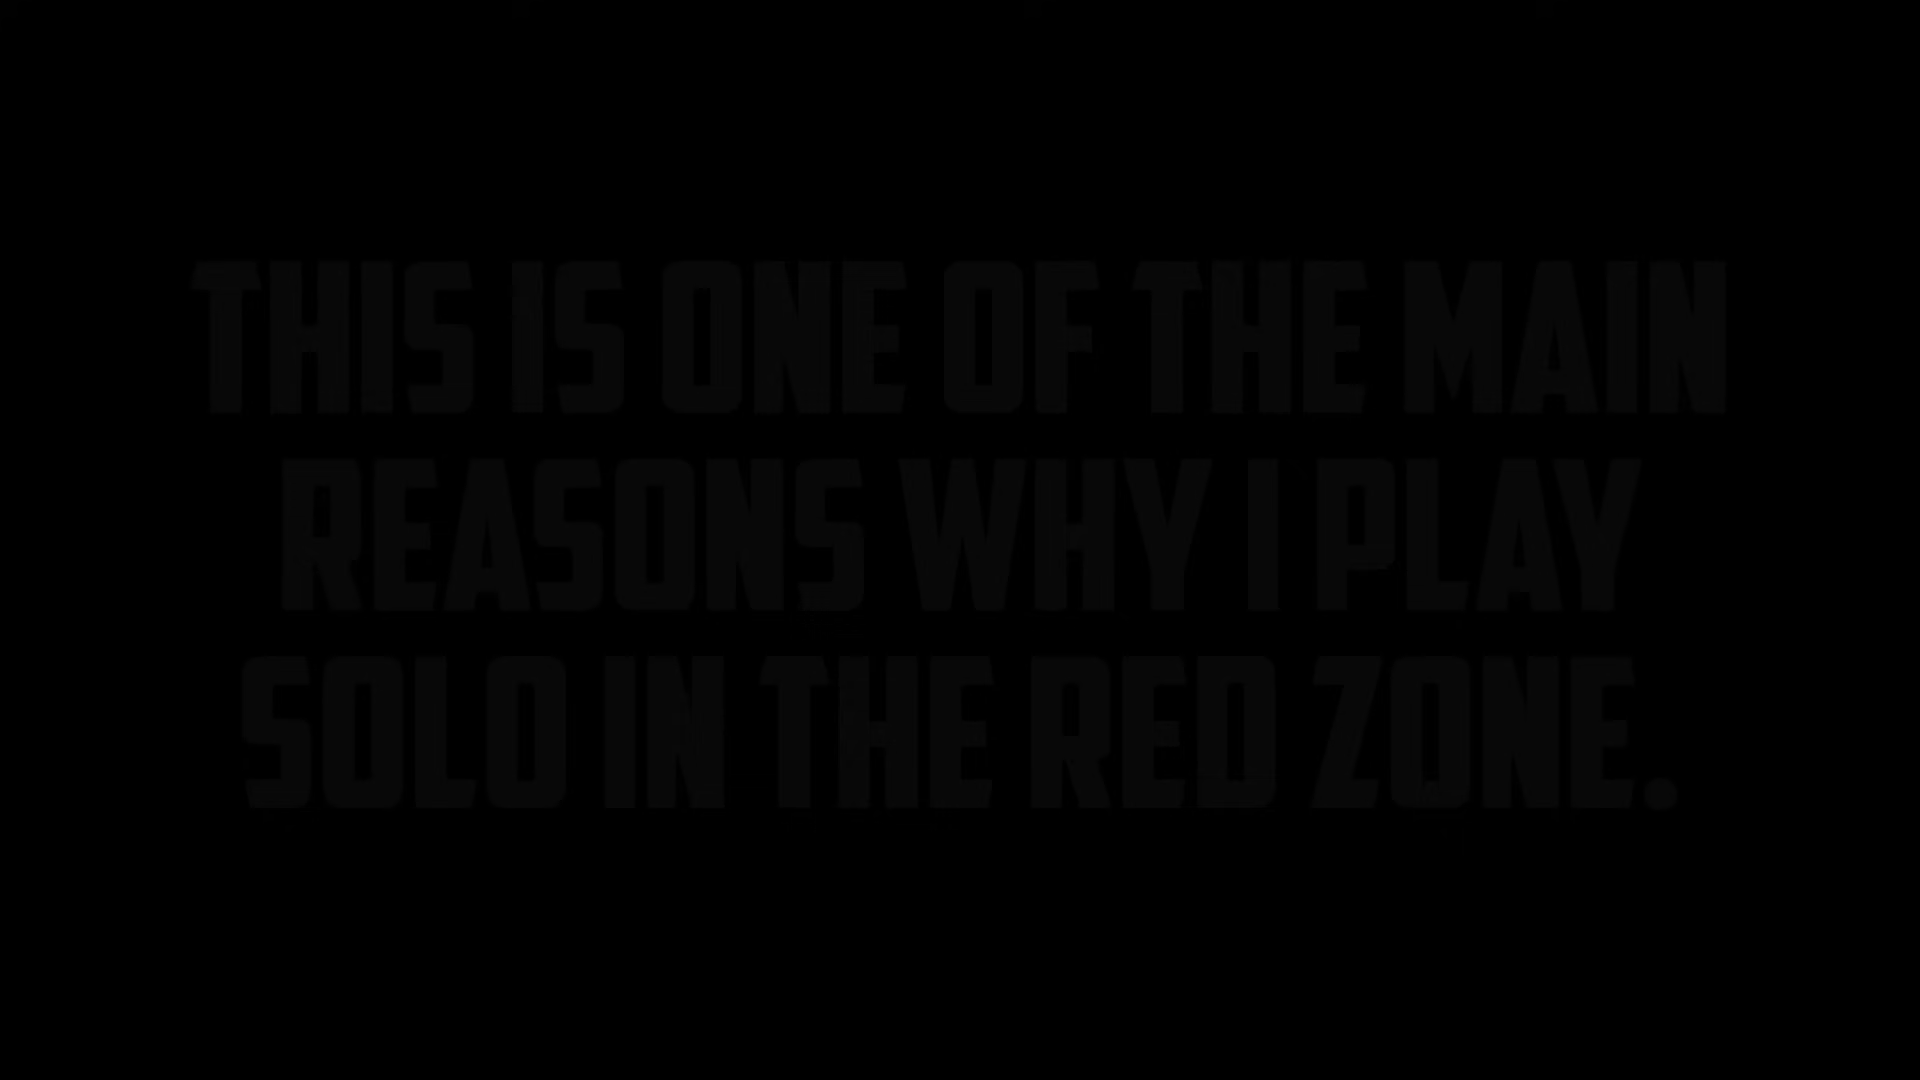 THIS IS ONE OF THE MAIN
REASONS WHY I PLAY
SOLO IN THE RED ZONE.